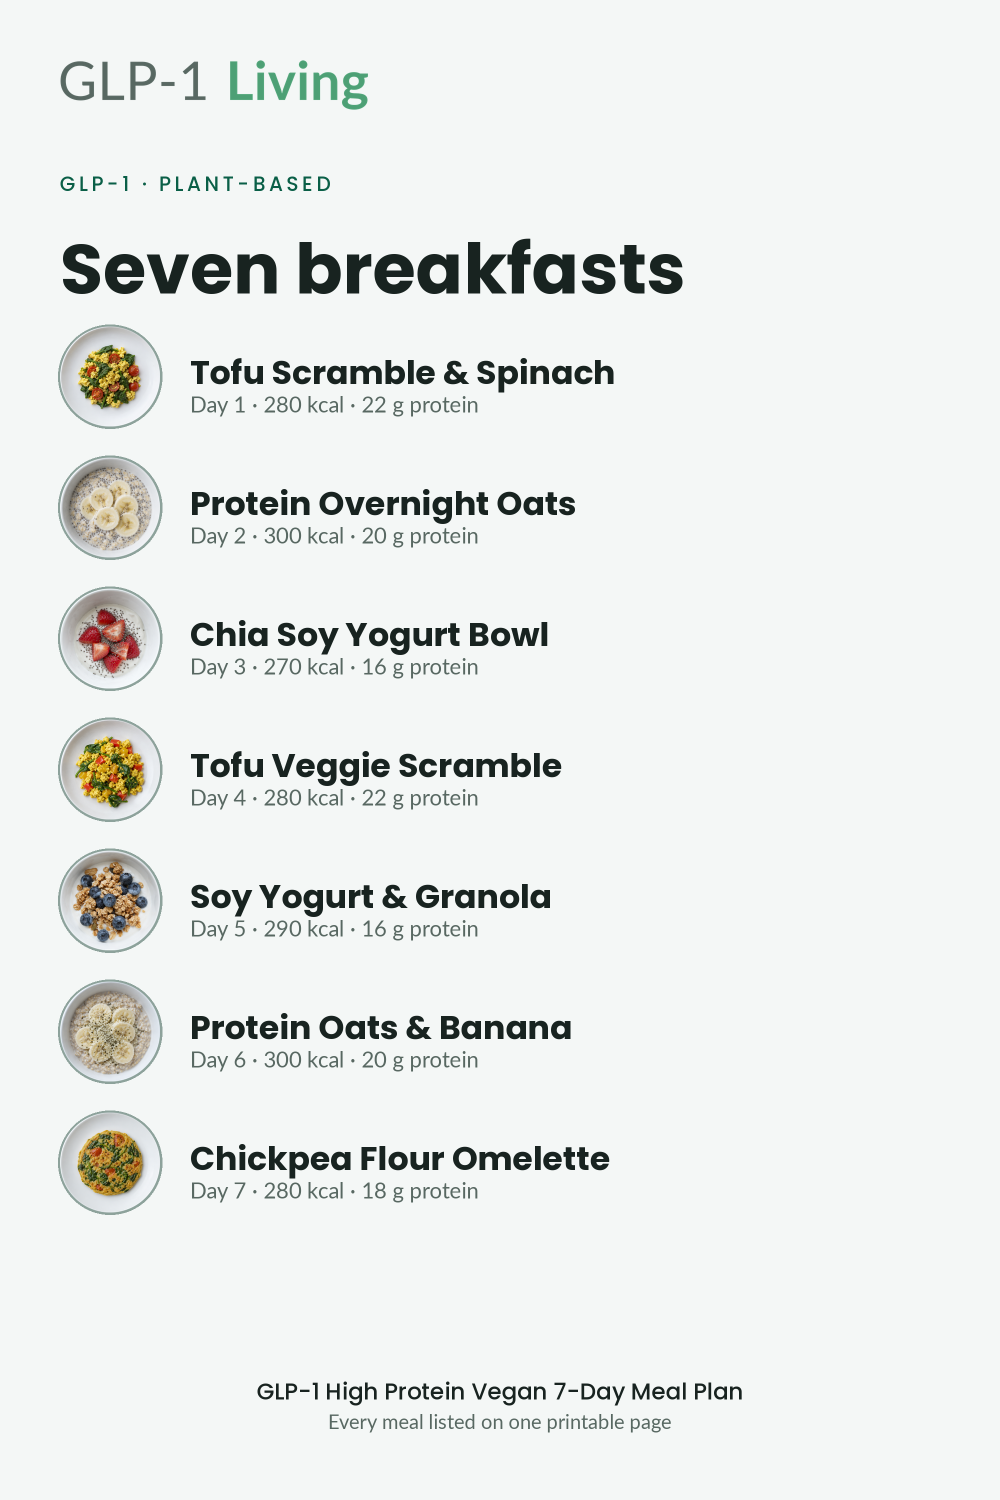 GLP-1 Living
GLP-1 · PLANT-BASED
Seven breakfasts
Tofu Scramble & Spinach
Day 1 · 280 kcal · 22 g protein
Protein Overnight Oats
Day 2 · 300 kcal · 20 g protein
Chia Soy Yogurt Bowl
Day 3 · 270 kcal · 16 g protein
Tofu Veggie Scramble
Day 4 · 280 kcal · 22 g protein
Soy Yogurt & Granola
Day 5 · 290 kcal · 16 g protein
Protein Oats & Banana
Day 6 · 300 kcal · 20 g protein
Chickpea Flour Omelette
Day 7 · 280 kcal · 18 g protein
GLP-1 High Protein Vegan 7-Day Meal Plan
Every meal listed on one printable page